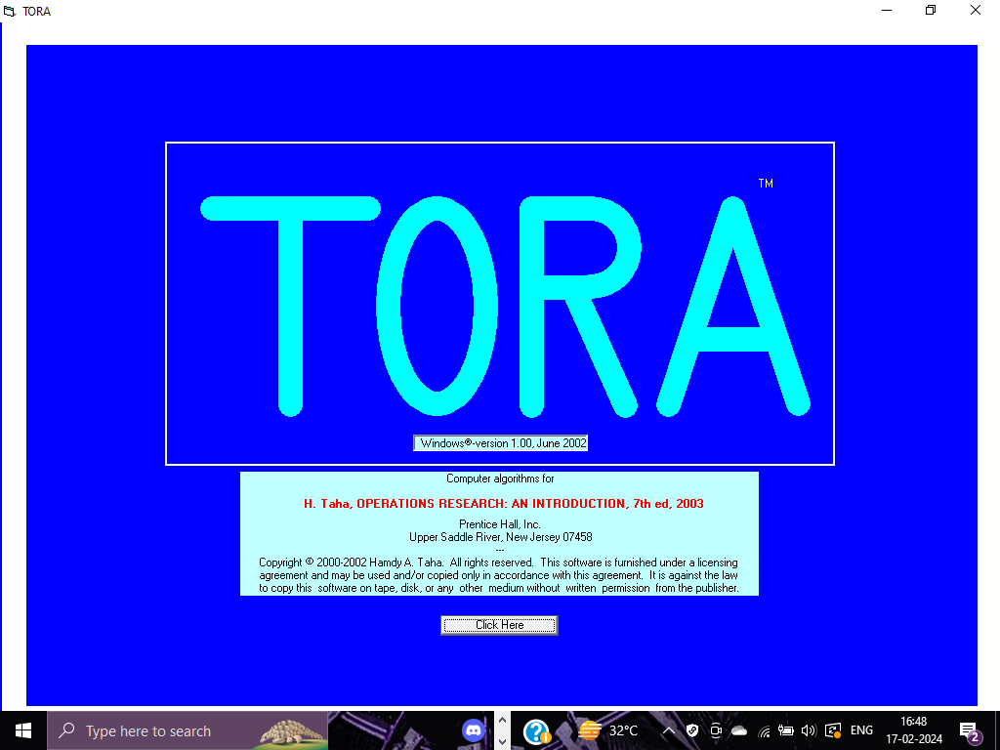 TORA
TM
TORA
Windows®-version 1.00, June 2002
Computer algorithms for
H. Taha, OPERATIONS RESEARCH: AN INTRODUCTION, 7th ed, 2003
Prentice Hall, Inc.
Upper Saddle River, New Jersey 07458
---
Copyright © 2000-2002 Hamdy A. Taha. All rights reserved. This software is furnished under a licensing
agreement and may be used and/or copied only in accordance with this agreement. It is against the law
to copy this software on tape, disk, or any other medium without written permission from the publisher.
Click Here
Type here to search
32°C
ENG
16:48
17-02-2024
2